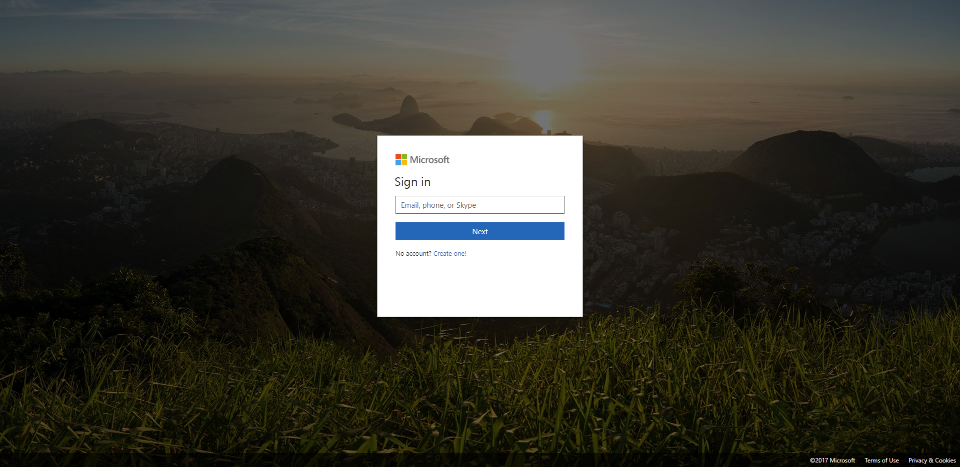 Microsoft
Sign in
Email, phone, or Skype
Next
No account? Create one!
©2017 Microsoft Terms of Use Privacy & Cookies